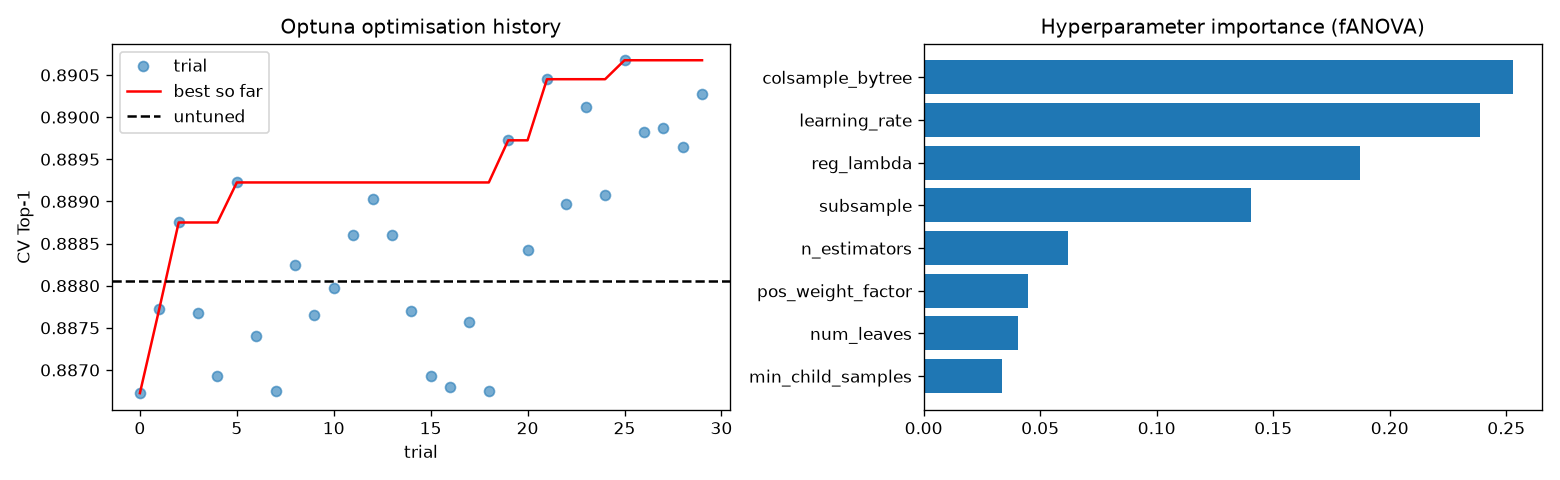 Optuna optimisation history
trial
best so far
untuned
CV Top-1
0.8905
0.8900
0.8895
0.8890
0.8885
0.8880
0.8875
0.8870
0
5
10
15
20
25
30
trial
Hyperparameter importance (fANOVA)
colsample_bytree
learning_rate
reg_lambda
subsample
n_estimators
pos_weight_factor
num_leaves
min_child_samples
0.00
0.05
0.10
0.15
0.20
0.25